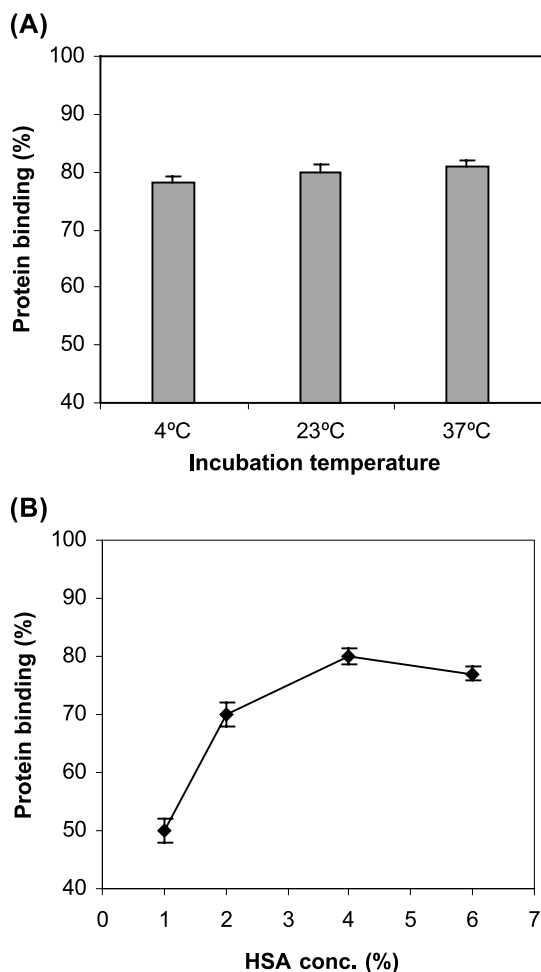 (A)
100
90
80
70
60
50
40
Protein binding (%)
4ºC 23ºC 37ºC
Incubation temperature
(B)
100
90
80
70
60
50
40
Protein binding (%)
0 1 2 3 4 5 6 7
HSA conc. (%)